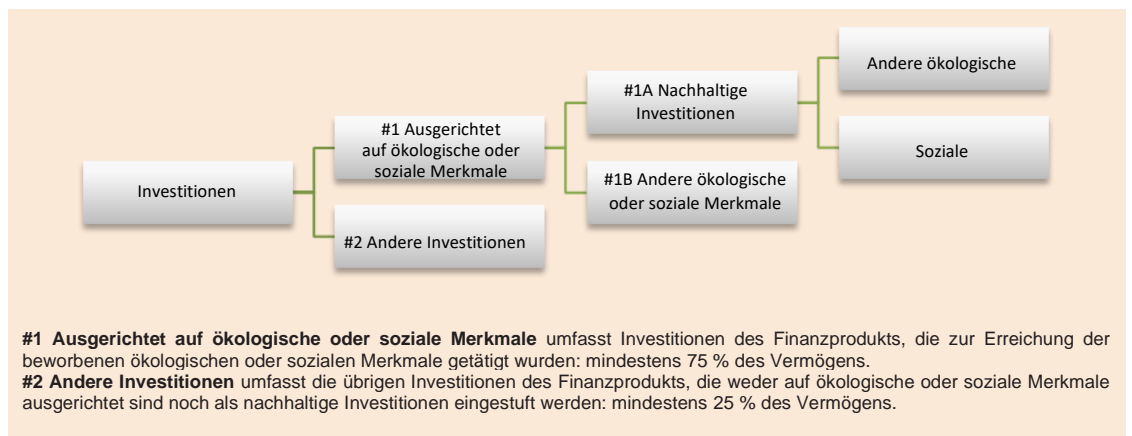 Andere ökologische
#1A Nachhaltige
Investitionen
#1 Ausgerichtet
auf ökologische oder
soziale Merkmale
Soziale
Investitionen
#1B Andere ökologische
oder soziale Merkmale
#2 Andere Investitionen
#1 Ausgerichtet auf ökologische oder soziale Merkmale umfasst Investitionen des Finanzprodukts, die zur Erreichung der
beworbenen ökologischen oder sozialen Merkmale getätigt wurden: mindestens 75 % des Vermögens.
#2 Andere Investitionen umfasst die übrigen Investitionen des Finanzprodukts, die weder auf ökologische oder soziale Merkmale
ausgerichtet sind noch als nachhaltige Investitionen eingestuft werden: mindestens 25 % des Vermögens.